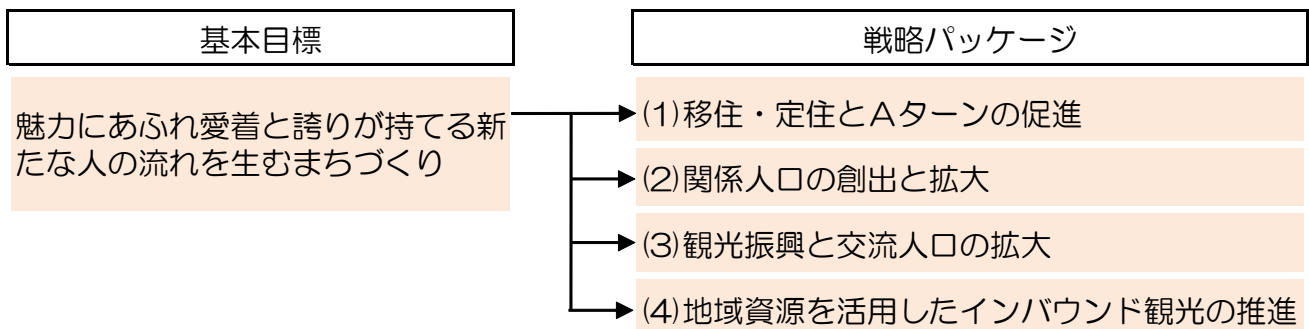 基本目標
戦略パッケージ
魅力にあふれ愛着と誇りが持てる新
たな人の流れを生むまちづくり
(1)移住・定住とAターンの促進
(2)関係人口の創出と拡大
(3)観光振興と交流人口の拡大
(4)地域資源を活用したインバウンド観光の推進